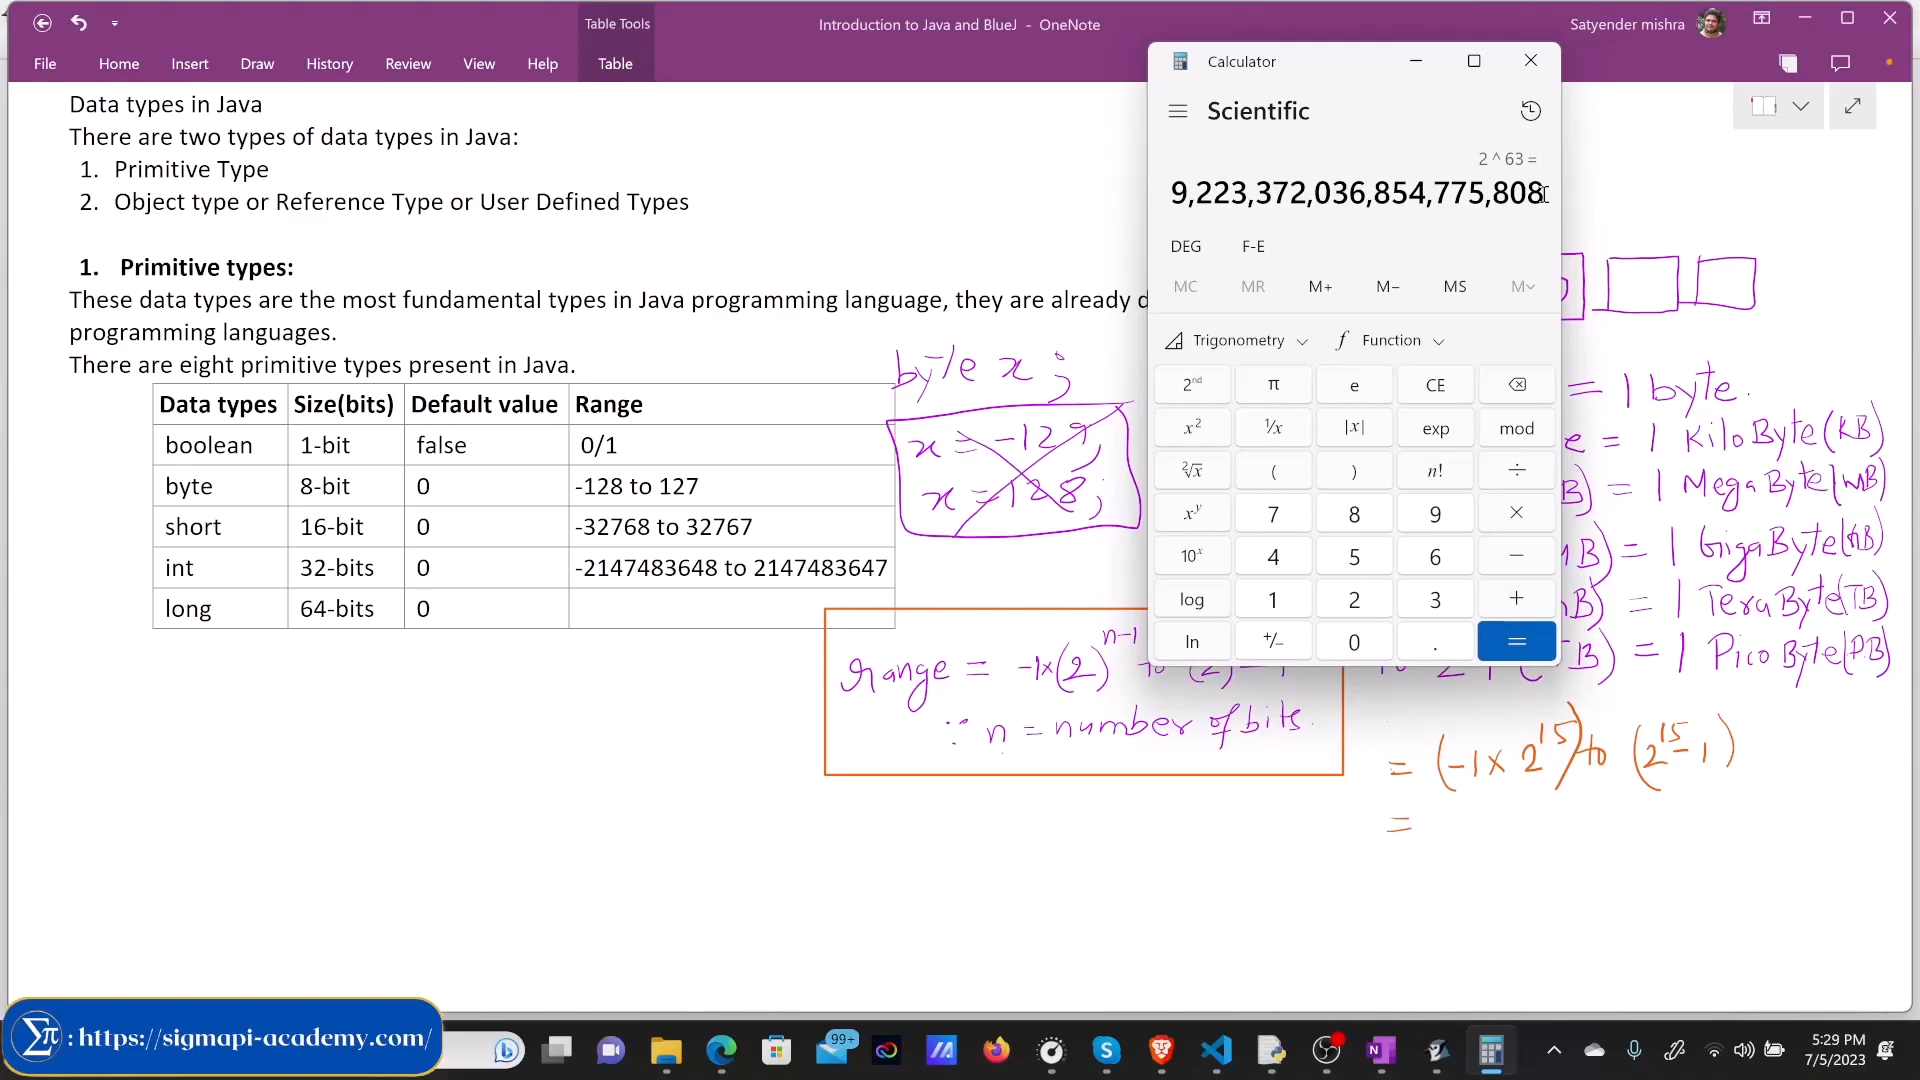 Table Tools
Introduction to Java and BlueJ - OneNote
Satyender mishra
File Home Insert Draw History Review View Help Table
Data types in Java
There are two types of data types in Java:
1. Primitive Type
2. Object type or Reference Type or User Defined Types
1. Primitive types:
These data types are the most fundamental types in Java programming language, they are already d
programming languages.
There are eight primitive types present in Java.
Data types Size(bits) Default value Range
boolean 1-bit false 0/1
byte 8-bit 0 -128 to 127
short 16-bit 0 -32768 to 32767
int 32-bits 0 -2147483648 to 2147483647
long 64-bits 0
byte x ;
x = -129;
x = 128;
range = -1×(2)^n-1 to (2) - 1
∵ n = number of bits.
Calculator
Scientific
2 ^ 63 =
9,223,372,036,854,775,808
DEG F-E
MC MR M+ M− MS M˅
Trigonometry Function
2ⁿᵈ π e CE
x² ¹/x |x| exp mod
²√x ( ) n! ÷
xʸ 7 8 9 ×
10ˣ 4 5 6 −
log 1 2 3 +
ln +/− 0 . =
= 1 byte.
e = 1 KiloByte(KB)
B) = 1 MegaByte(MB)
B) = 1 GigaByte(GB)
B) = 1 TeraByte(TB)
B) = 1 PicoByte(PB)
= (-1 × 2^15) to (2^15 - 1)
=
Σπ : https://sigmapi-academy.com/
99+
5:29 PM
7/5/2023